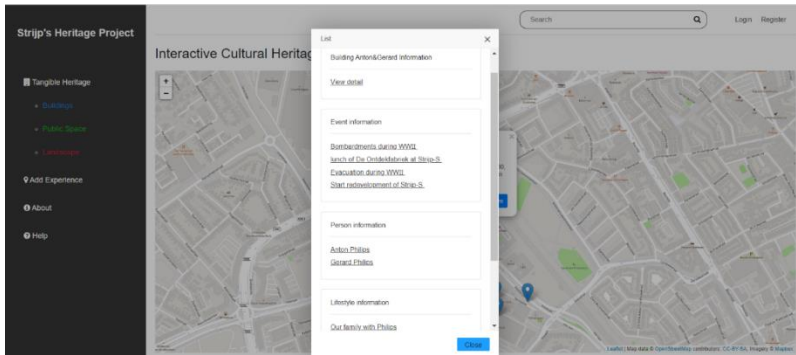 Strijp's Heritage Project
Search
Login
Register
Interactive Cultural Heritag
Tangible Heritage
Buildings
Public Space
Landscape
Add Experience
About
Help
+
−
List
×
Building Anton&Gerard Information
View detail
Event information
Bombardments during WWII
lunch of De Ontdekfabriek at Strijp-S
Evacuation during WWII
Start redevelopment of Strijp-S
Person information
Anton Philips
Gerard Philips
Lifestyle information
Our family with Philips
Close
Leaflet | Map data © OpenStreetMap contributors, CC-BY-SA, Imagery © Mapbox